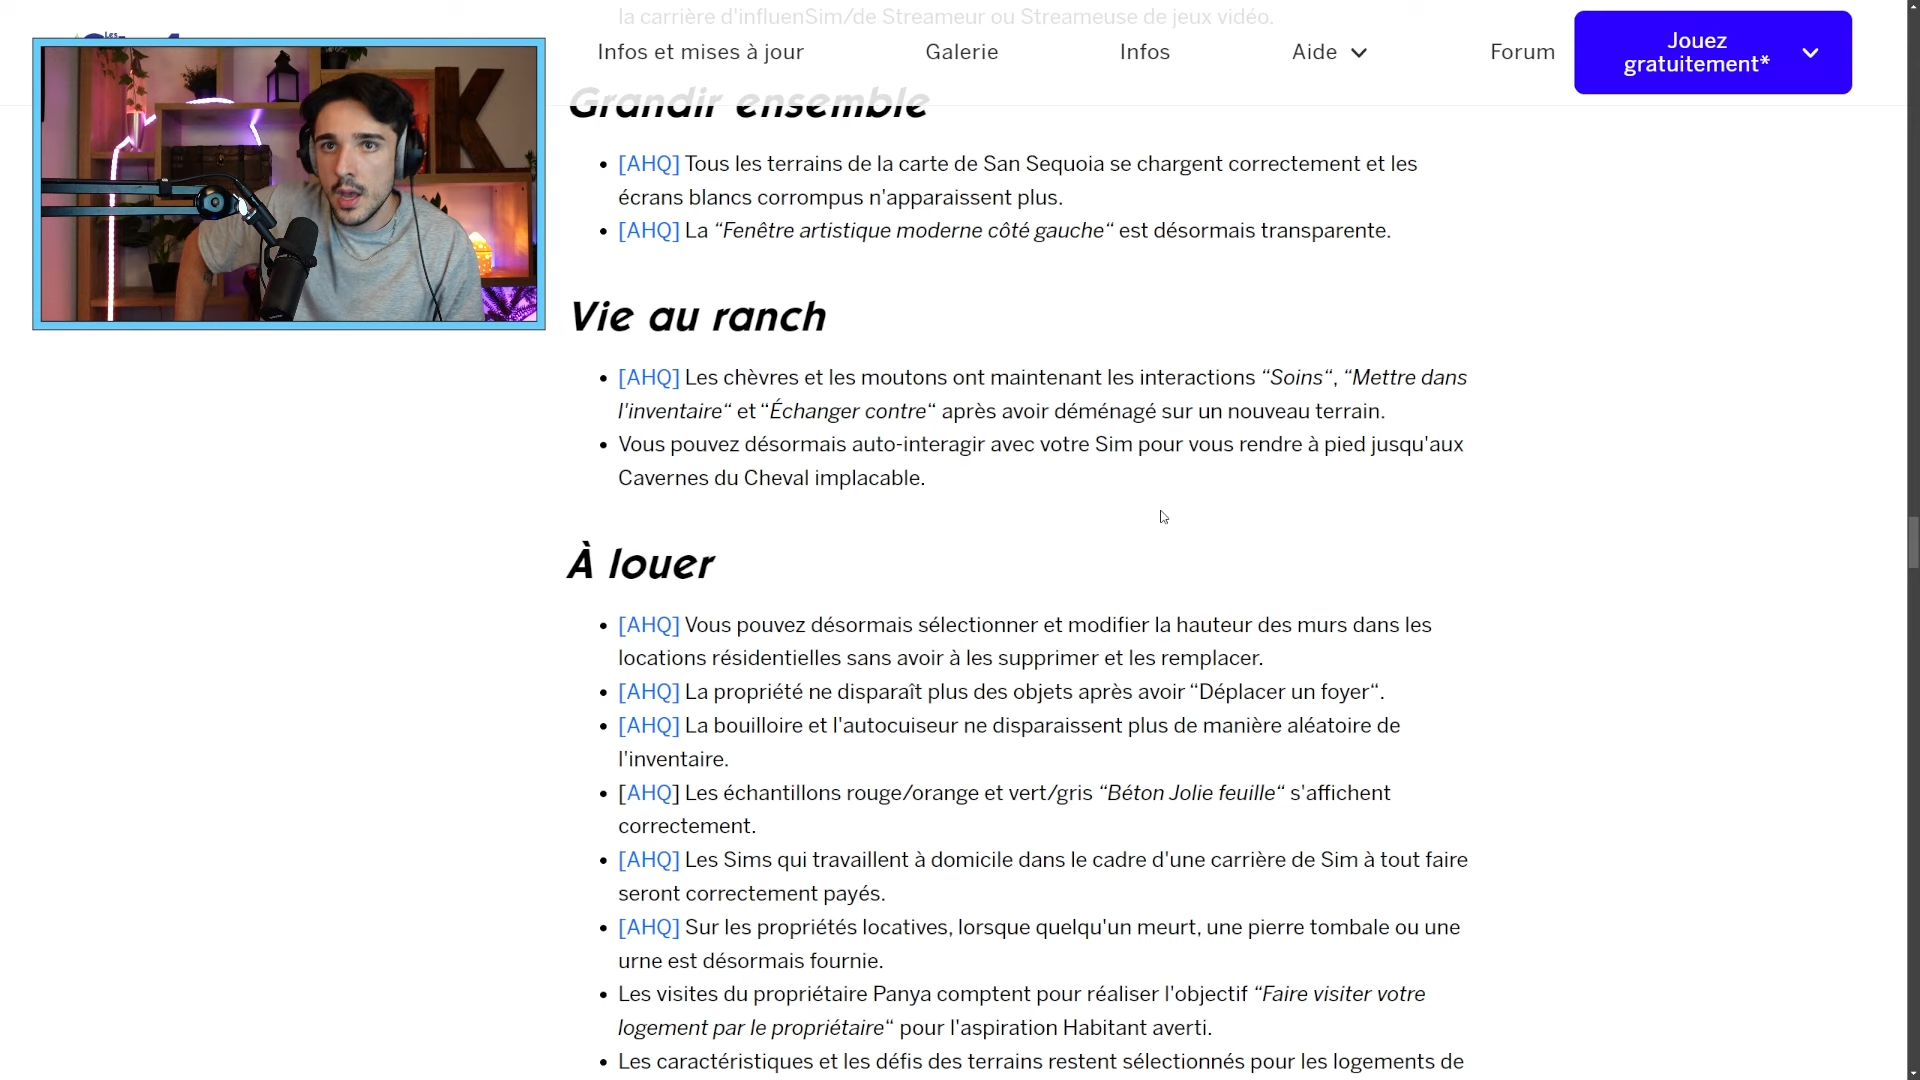 la carrière d'influenSim/de Streameur ou Streameuse de jeux vidéo.
Les
Infos et mises à jour
Galerie
Infos
Aide
Forum
Jouez
gratuitement*
K
Grandir ensemble
• [AHQ] Tous les terrains de la carte de San Sequoia se chargent correctement et les
écrans blancs corrompus n'apparaissent plus.
• [AHQ] La “Fenêtre artistique moderne côté gauche“ est désormais transparente.
Vie au ranch
• [AHQ] Les chèvres et les moutons ont maintenant les interactions “Soins“, “Mettre dans
l'inventaire“ et “Échanger contre“ après avoir déménagé sur un nouveau terrain.
• Vous pouvez désormais auto-interagir avec votre Sim pour vous rendre à pied jusqu'aux
Cavernes du Cheval implacable.
À louer
• [AHQ] Vous pouvez désormais sélectionner et modifier la hauteur des murs dans les
locations résidentielles sans avoir à les supprimer et les remplacer.
• [AHQ] La propriété ne disparaît plus des objets après avoir “Déplacer un foyer“.
• [AHQ] La bouilloire et l'autocuiseur ne disparaissent plus de manière aléatoire de
l'inventaire.
• [AHQ] Les échantillons rouge/orange et vert/gris “Béton Jolie feuille“ s'affichent
correctement.
• [AHQ] Les Sims qui travaillent à domicile dans le cadre d'une carrière de Sim à tout faire
seront correctement payés.
• [AHQ] Sur les propriétés locatives, lorsque quelqu'un meurt, une pierre tombale ou une
urne est désormais fournie.
• Les visites du propriétaire Panya comptent pour réaliser l'objectif “Faire visiter votre
logement par le propriétaire“ pour l'aspiration Habitant averti.
• Les caractéristiques et les défis des terrains restent sélectionnés pour les logements de